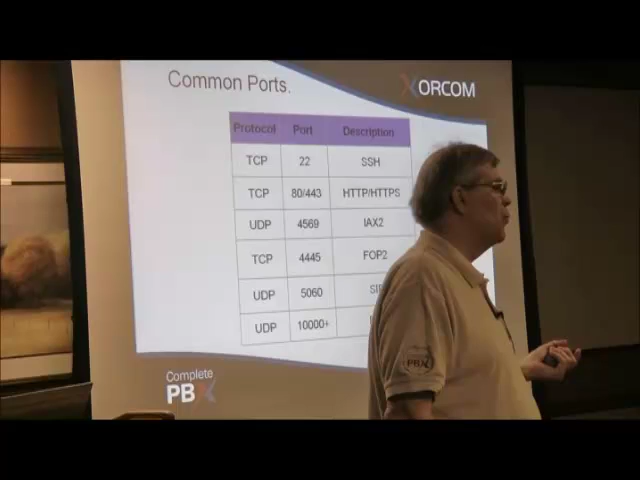 Common Ports.
XORCOM
Protocol Port Description
TCP 22 SSH
TCP 80/443 HTTP/HTTPS
UDP 4569 IAX2
TCP 4445 FOP2
UDP 5060
UDP 10000+
Complete
PBX
PBX